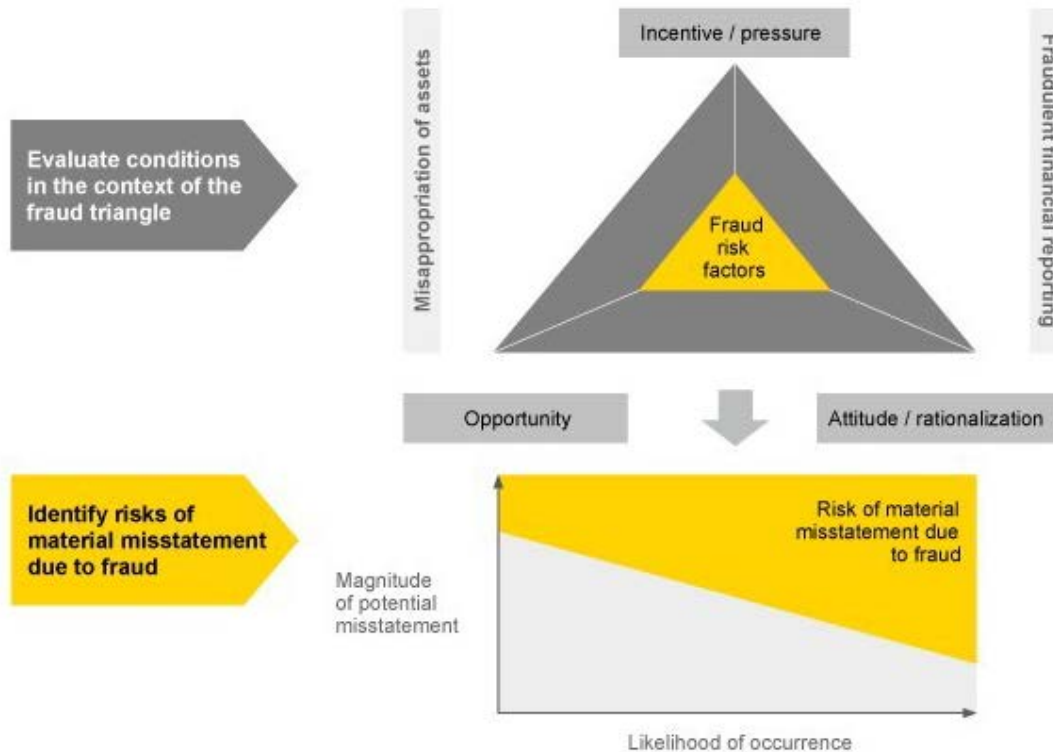 Incentive / pressure
Misappropriation of assets
Fraudulent financial reporting
Evaluate conditions
in the context of the
fraud triangle
Fraud
risk
factors
Opportunity
Attitude / rationalization
Identify risks of
material misstatement
due to fraud
Risk of material
misstatement due
to fraud
Magnitude
of potential
misstatement
Likelihood of occurrence